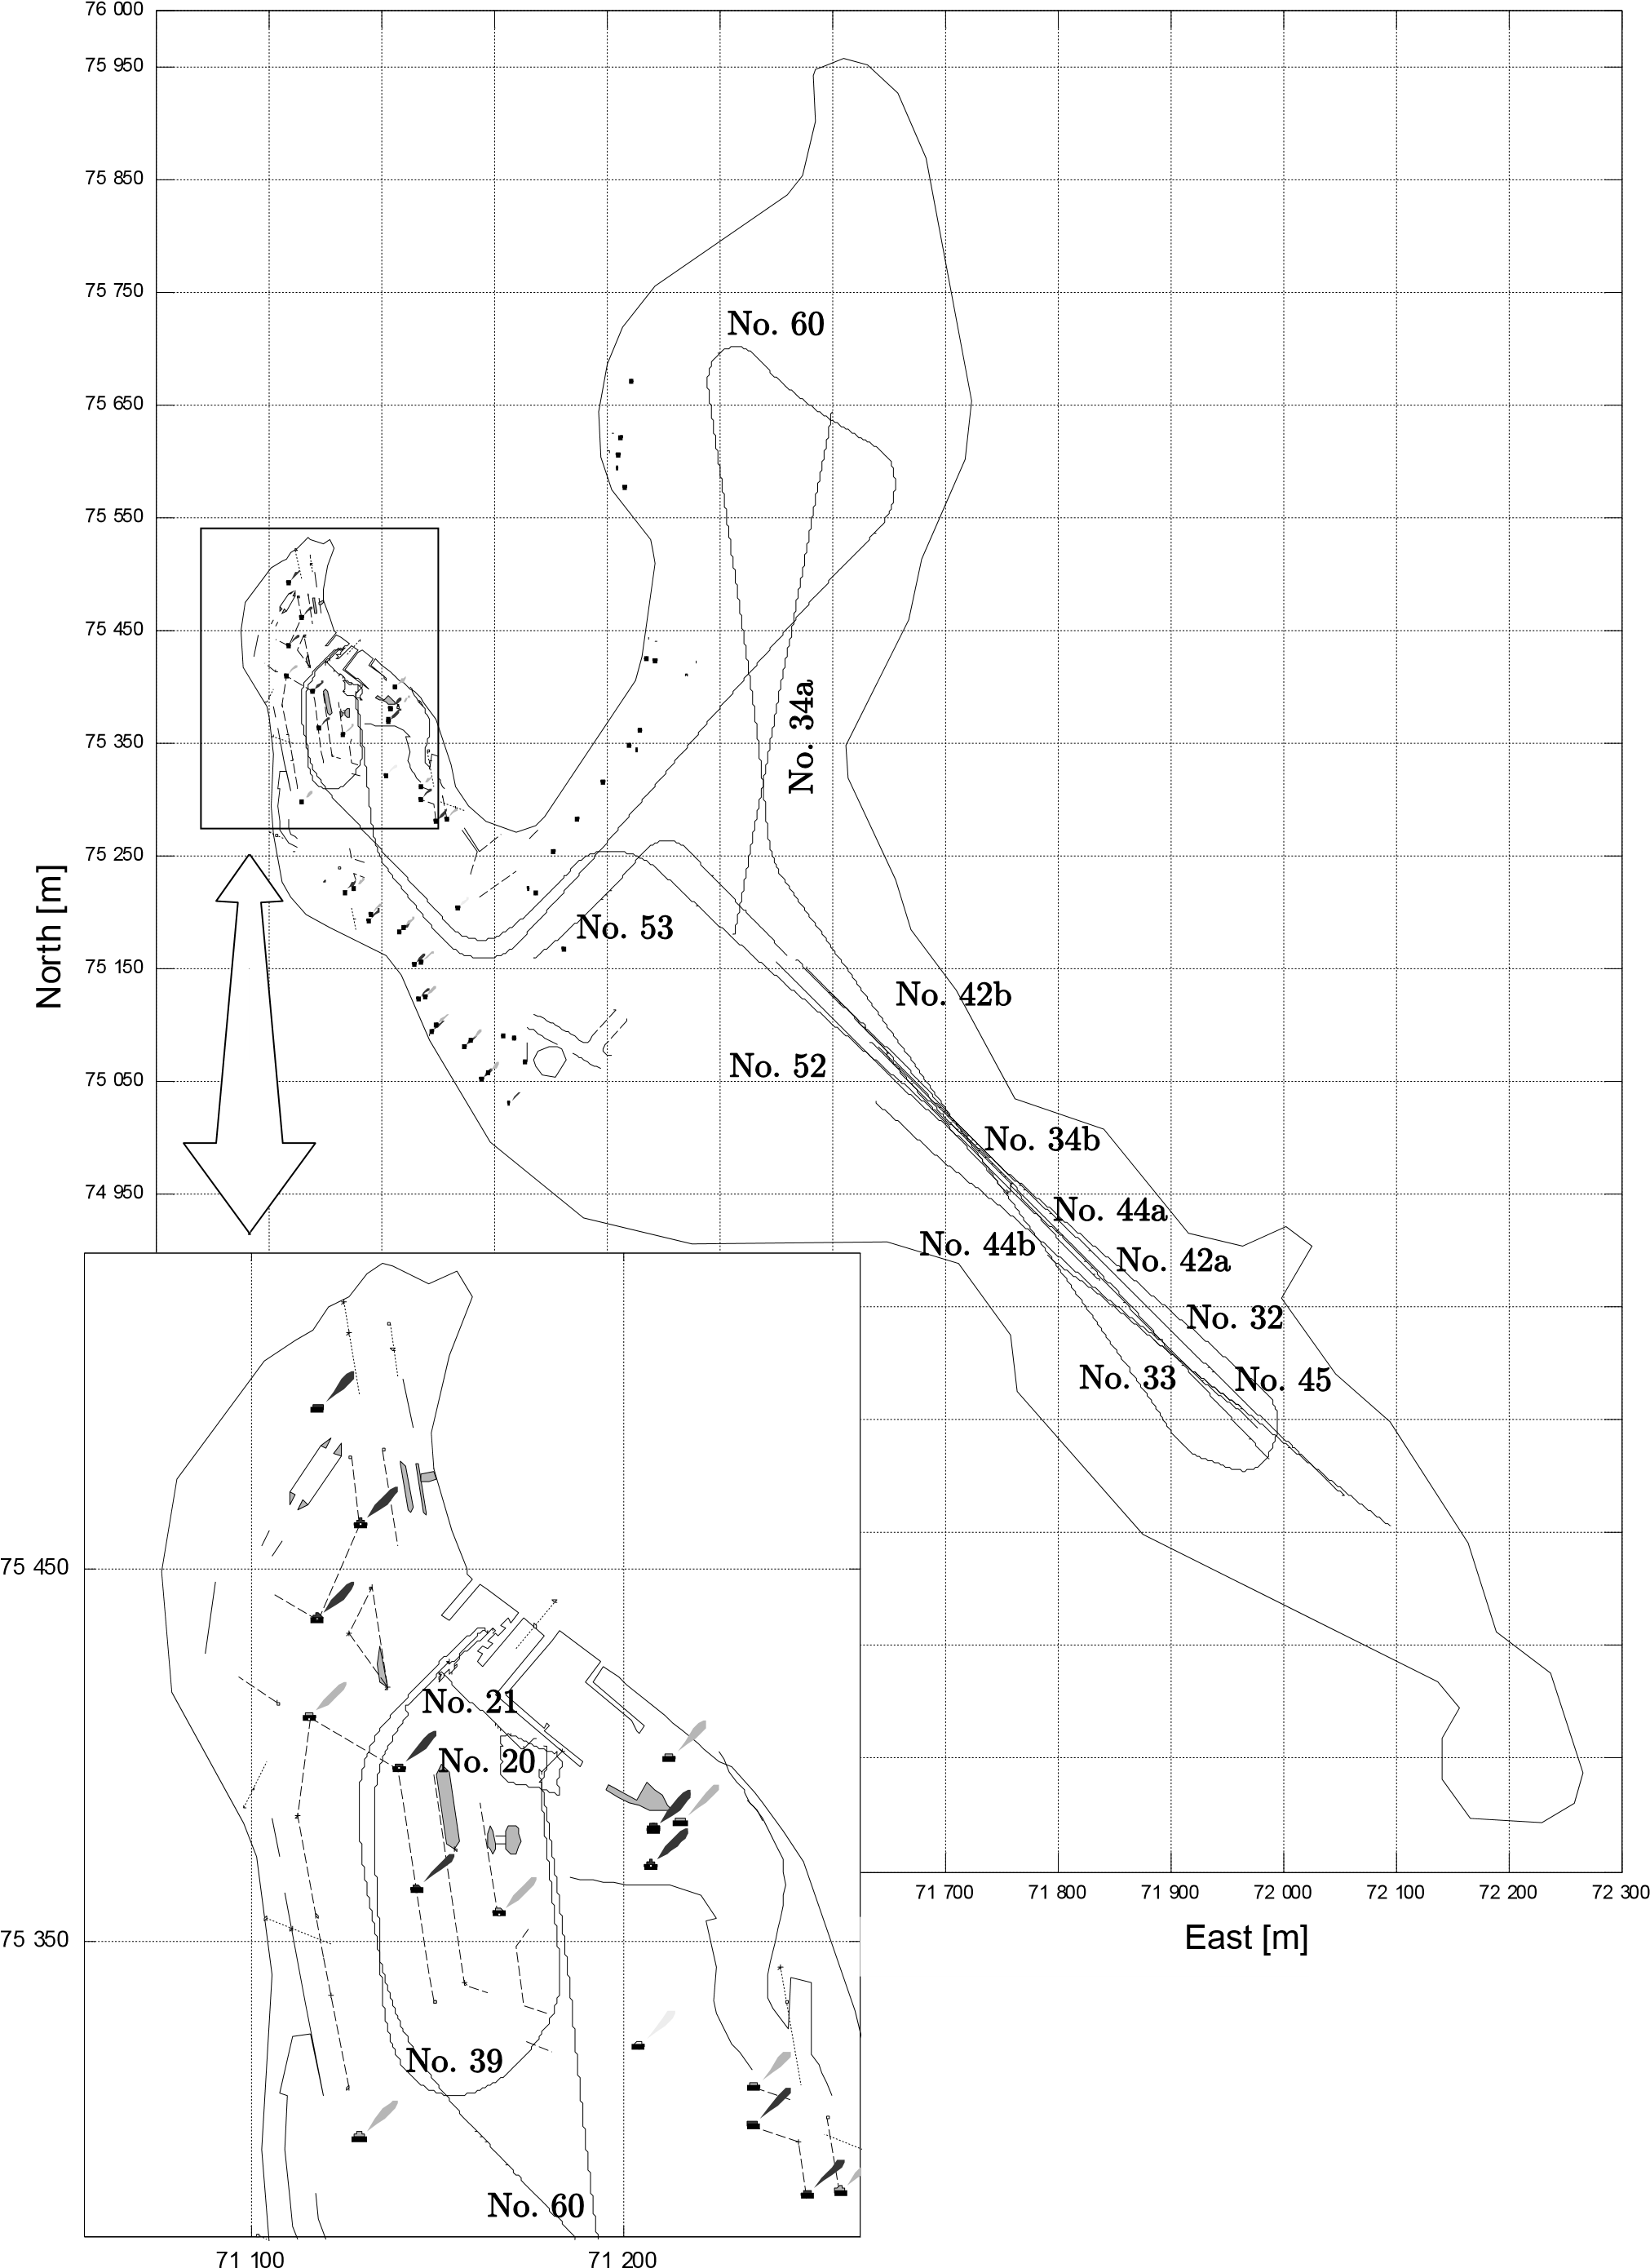 76 000
75 950
75 850
75 750
No. 60
75 650
75 550
75 450
No. 34a
75 350
75 250
No. 53
North [m]
75 150
No. 42b
No. 52
75 050
No. 34b
74 950
No. 44a
No. 44b
No. 42a
No. 32
No. 33
No. 45
75 450
No. 21
No. 20
71 700
71 800
71 900
72 000
72 100
72 200
72 300
East [m]
75 350
No. 39
No. 60
71 100
71 200